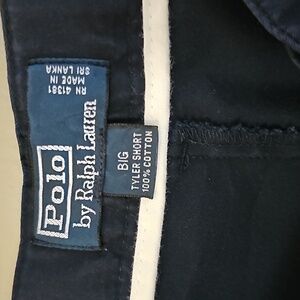 Polo
by Ralph Lauren
RN 41381
MADE IN
SRI LANKA
BIG
TYLER SHORT
100% COTTON